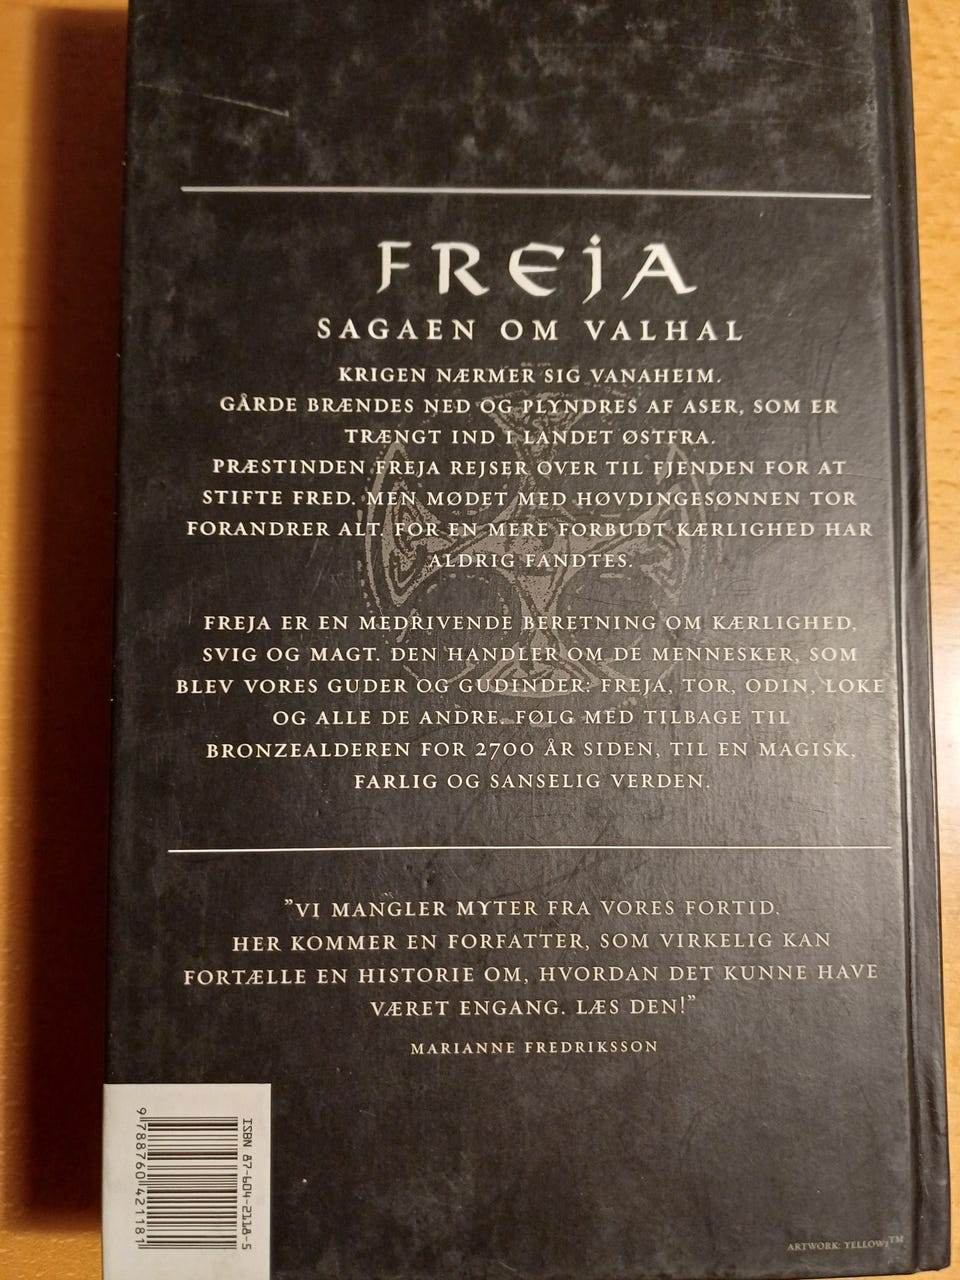 FREJA
SAGAEN OM VALHAL
KRIGEN NÆRMER SIG VANAHEIM.
GÅRDE BRÆNDES NED OG PLYNDRES AF ASER, SOM ER
TRÆNGT IND I LANDET ØSTFRA.
PRÆSTINDEN FREJA REJSER OVER TIL FJENDEN FOR AT
STIFTE FRED. MEN MØDET MED HØVDINGESØNNEN TOR
FORANDRER ALT. FOR EN MERE FORBUDT KÆRLIGHED HAR
ALDRIG FANDTES.
FREJA ER EN MEDRIVENDE BERETNING OM KÆRLIGHED,
SVIG OG MAGT. DEN HANDLER OM DE MENNESKER, SOM
BLEV VORES GUDER OG GUDINDER: FREJA, TOR, ODIN, LOKE
OG ALLE DE ANDRE. FØLG MED TILBAGE TIL
BRONZEALDEREN FOR 2700 ÅR SIDEN, TIL EN MAGISK,
FARLIG OG SANSELIG VERDEN.
"VI MANGLER MYTER FRA VORES FORTID.
HER KOMMER EN FORFATTER, SOM VIRKELIG KAN
FORTÆLLE EN HISTORIE OM, HVORDAN DET KUNNE HAVE
VÆRET ENGANG. LÆS DEN!"
MARIANNE FREDRIKSSON
ISBN 87-604-2118-5
9 788760 421181
ARTWORK: YELLOW1™